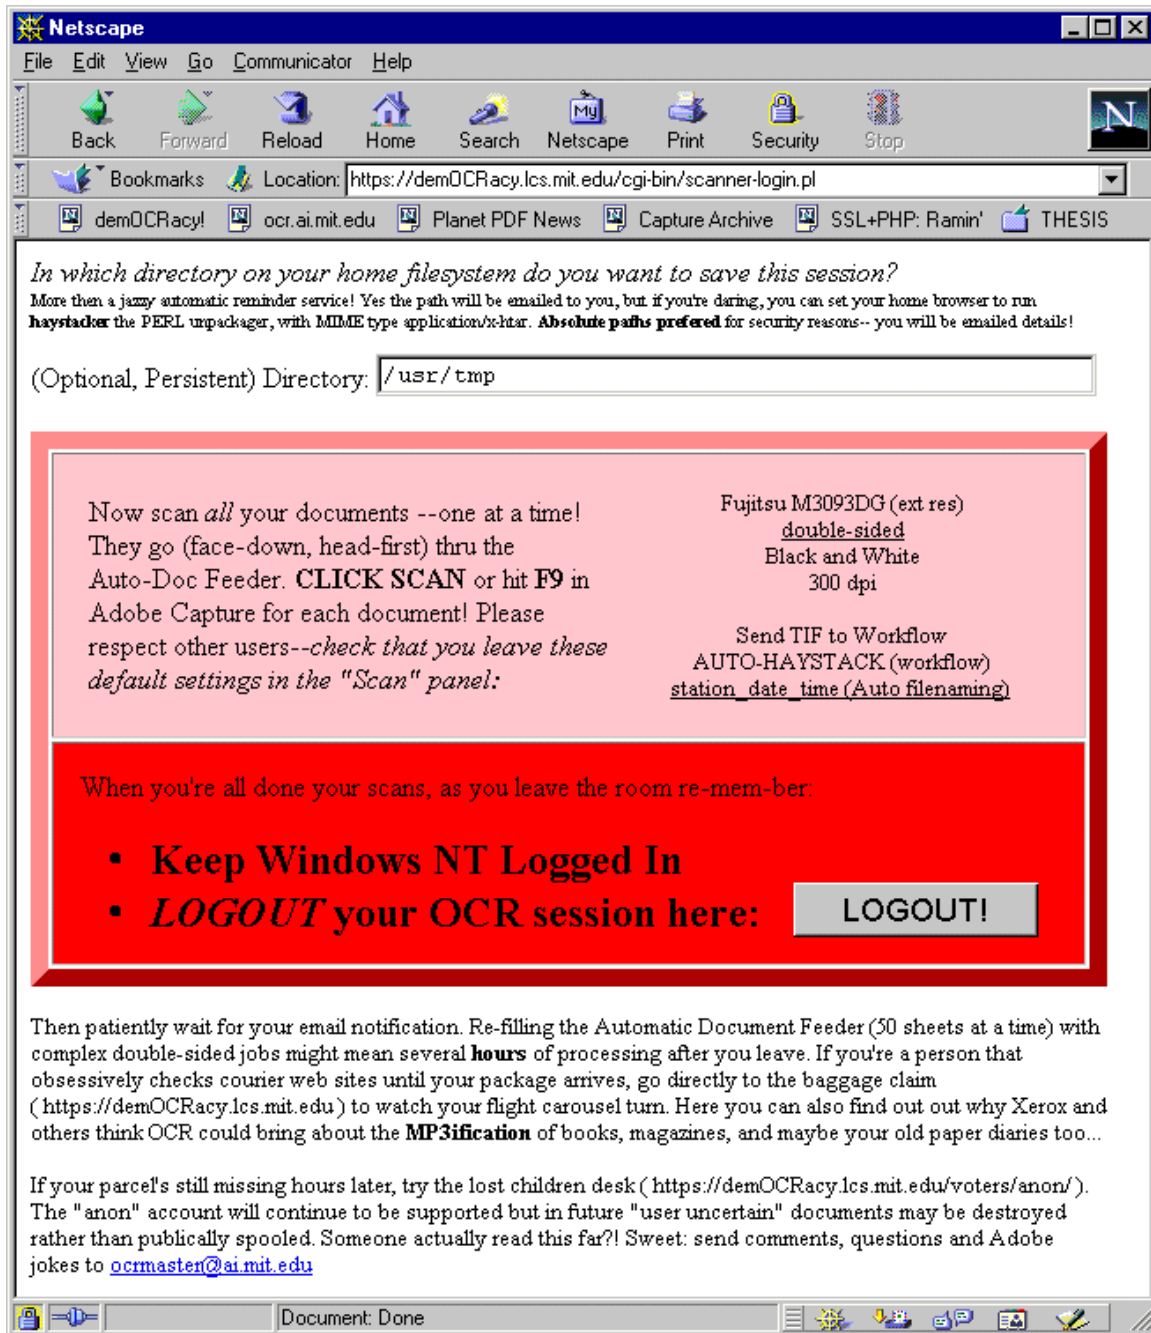 Netscape
File Edit View Go Communicator Help
Back Forward Reload Home Search Netscape Print Security Stop
My
N
Bookmarks Location: https://demOCRacy.lcs.mit.edu/cgi-bin/scanner-login.pl
demOCRacy! ocr.ai.mit.edu Planet PDF News Capture Archive SSL+PHP: Ramin' THESIS
In which directory on your home filesystem do you want to save this session?
More then a jazzy automatic reminder service! Yes the path will be emailed to you, but if you're daring, you can set your home browser to run
haystacker the PERL unpackager, with MIME type application/x-htar. Absolute paths prefered for security reasons-- you will be emailed details!
(Optional, Persistent) Directory: /usr/tmp
Now scan all your documents --one at a time!
They go (face-down, head-first) thru the
Auto-Doc Feeder. CLICK SCAN or hit F9 in
Adobe Capture for each document! Please
respect other users--check that you leave these
default settings in the "Scan" panel:
Fujitsu M3093DG (ext res)
double-sided
Black and White
300 dpi
Send TIF to Workflow
AUTO-HAYSTACK (workflow)
station_date_time (Auto filenaming)
When you're all done your scans, as you leave the room re-mem-ber:
• Keep Windows NT Logged In
• LOGOUT your OCR session here: LOGOUT!
Then patiently wait for your email notification. Re-filling the Automatic Document Feeder (50 sheets at a time) with
complex double-sided jobs might mean several hours of processing after you leave. If you're a person that
obsessively checks courier web sites until your package arrives, go directly to the baggage claim
( https://demOCRacy.lcs.mit.edu ) to watch your flight carousel turn. Here you can also find out out why Xerox and
others think OCR could bring about the MP3ification of books, magazines, and maybe your old paper diaries too...
If your parcel's still missing hours later, try the lost children desk ( https://demOCRacy.lcs.mit.edu/voters/anon/ ).
The "anon" account will continue to be supported but in future "user uncertain" documents may be destroyed
rather than publically spooled. Someone actually read this far?! Sweet: send comments, questions and Adobe
jokes to ocrmaster@ai.mit.edu
Document: Done